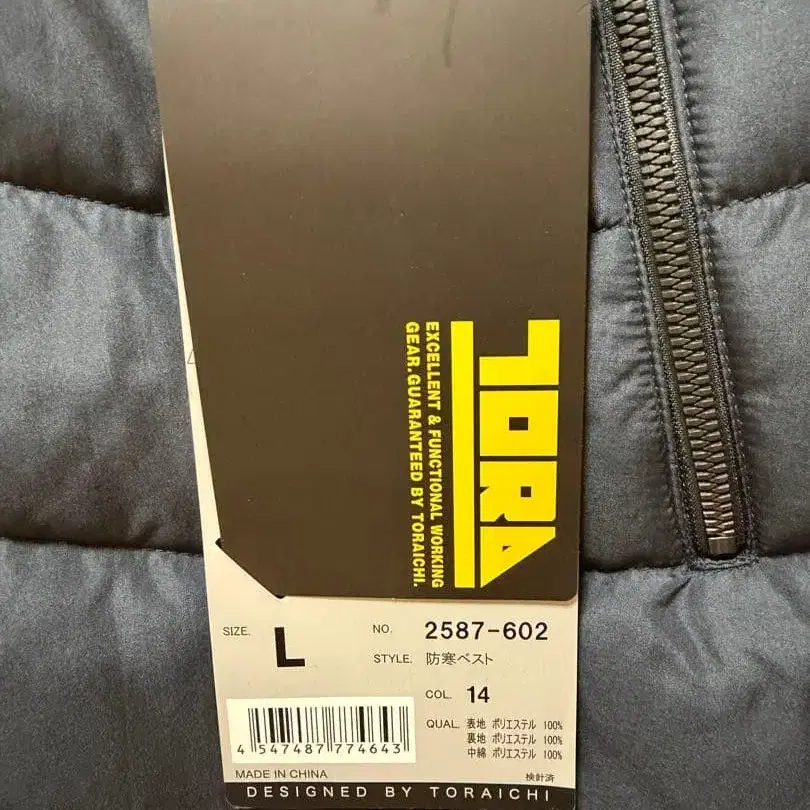 TORA
EXCELLENT & FUNCTIONAL WORKING
GEAR.GUARANTEED BY TORAICHI.
SIZE. L
NO. 2587-602
STYLE. 防寒ベスト
COL. 14
QUAL. 表地 ポリエステル 100%
裏地 ポリエステル 100%
中綿 ポリエステル 100%
4 547487 774643
MADE IN CHINA
検針済
DESIGNED BY TORAICHI